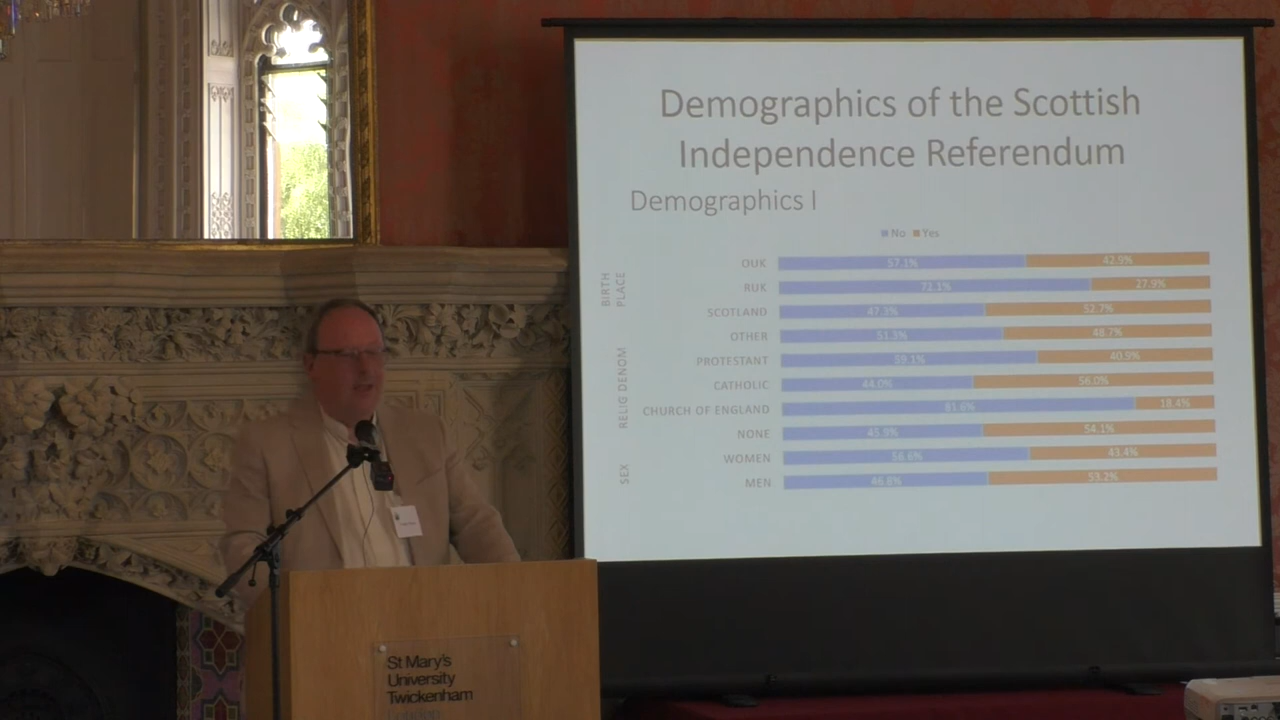 Demographics of the Scottish
Independence Referendum
Demographics I
No Yes
BIRTH
PLACE
OUK 57.1% 42.9%
RUK 72.1% 27.9%
SCOTLAND 47.3% 52.7%
RELIG DENOM
OTHER 51.3% 48.7%
PROTESTANT 59.1% 40.9%
CATHOLIC 44.0% 56.0%
CHURCH OF ENGLAND 81.6% 18.4%
NONE 45.9% 54.1%
SEX
WOMEN 56.6% 43.4%
MEN 46.8% 53.2%
St Mary's
University
Twickenham
London